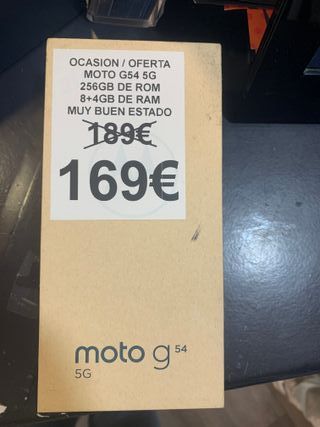 OCASION / OFERTA
MOTO G54 5G
256GB DE ROM
8+4GB DE RAM
MUY BUEN ESTADO
189€
169€
moto g 54
5G